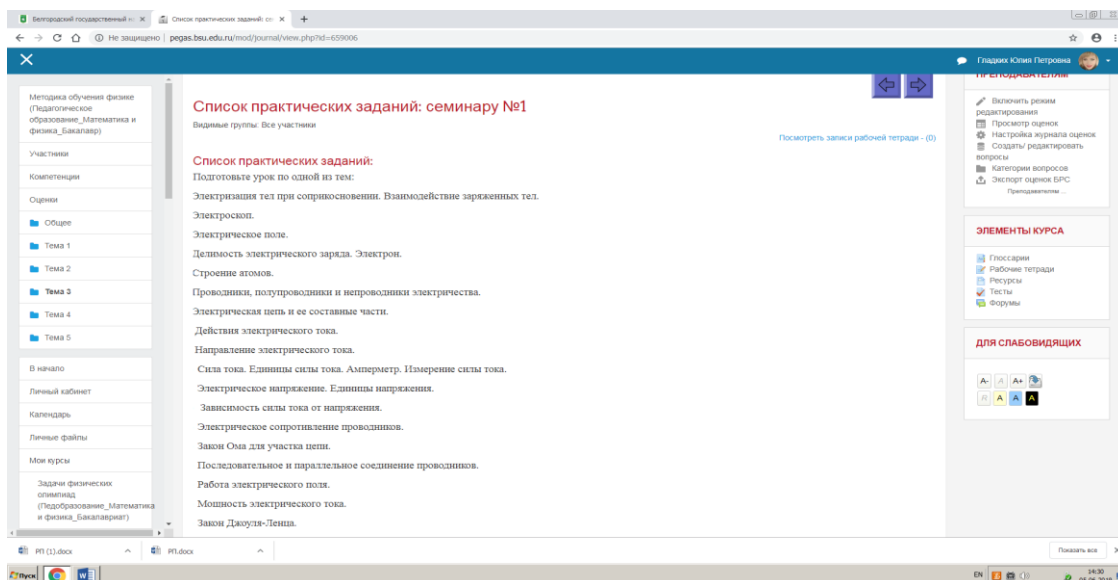 Белгородский государственный н
Список практических заданий: се
Не защищено | pegas.bsu.edu.ru/mod/journal/view.php?id=659006
Гладких Юлия Петровна
Методика обучения физике
(Педагогическое
образование_Математика и
физика_Бакалавр)
Участники
Компетенции
Оценки
Общее
Тема 1
Тема 2
Тема 3
Тема 4
Тема 5
В начало
Личный кабинет
Календарь
Личные файлы
Мои курсы
Задачи физических
олимпиад
(Педобразование_Математика
и физика_Бакалавриат)
Список практических заданий: семинару №1
Видимые группы: Все участники
Посмотреть записи рабочей тетради - (0)
Список практических заданий:
Подготовьте урок по одной из тем:
Электризация тел при соприкосновении. Взаимодействие заряженных тел.
Электроскоп.
Электрическое поле.
Делимость электрического заряда. Электрон.
Строение атомов.
Проводники, полупроводники и непроводники электричества.
Электрическая цепь и ее составные части.
Действия электрического тока.
Направление электрического тока.
Сила тока. Единицы силы тока. Амперметр. Измерение силы тока.
Электрическое напряжение. Единицы напряжения.
Зависимость силы тока от напряжения.
Электрическое сопротивление проводников.
Закон Ома для участка цепи.
Последовательное и параллельное соединение проводников.
Работа электрического поля.
Мощность электрического тока.
Закон Джоуля-Ленца.
ПРЕПОДАВАТЕЛЯМ
Включить режим
редактирования
Просмотр оценок
Настройка журнала оценок
Создать/ редактировать
вопросы
Категории вопросов
Экспорт оценок БРС
Преподавателям ...
ЭЛЕМЕНТЫ КУРСА
Глоссарии
Рабочие тетради
Ресурсы
Тесты
Форумы
ДЛЯ СЛАБОВИДЯЩИХ
A- A A+
R A A A
РП (1).docx
РП.docx
Показать все
Пуск
EN
14:30